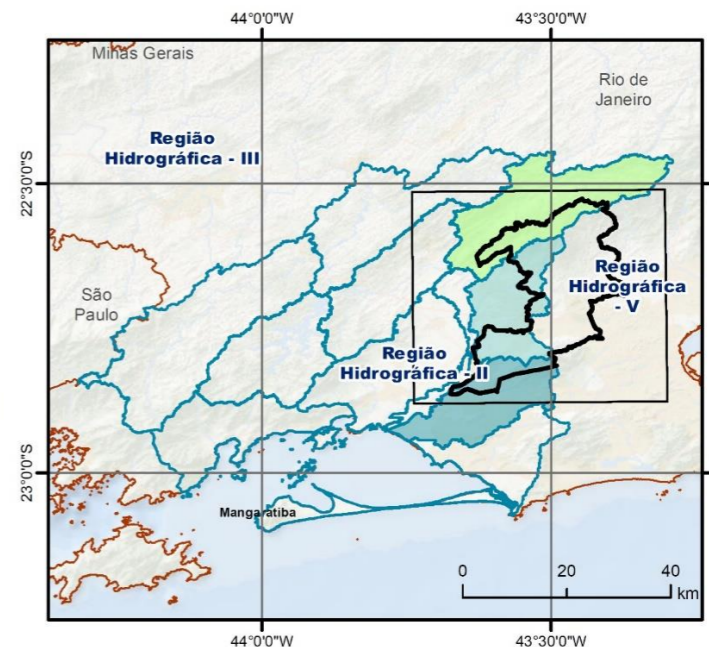 44°0'0"W
43°30'0"W
Minas Gerais
Rio de
Janeiro
Região
Hidrográfica - III
22°30'0"S
São
Paulo
Região
Hidrográfica
- V
Região
Hidrográfica - II
23°0'0"S
Mangaratiba
0
20
40
km
44°0'0"W
43°30'0"W